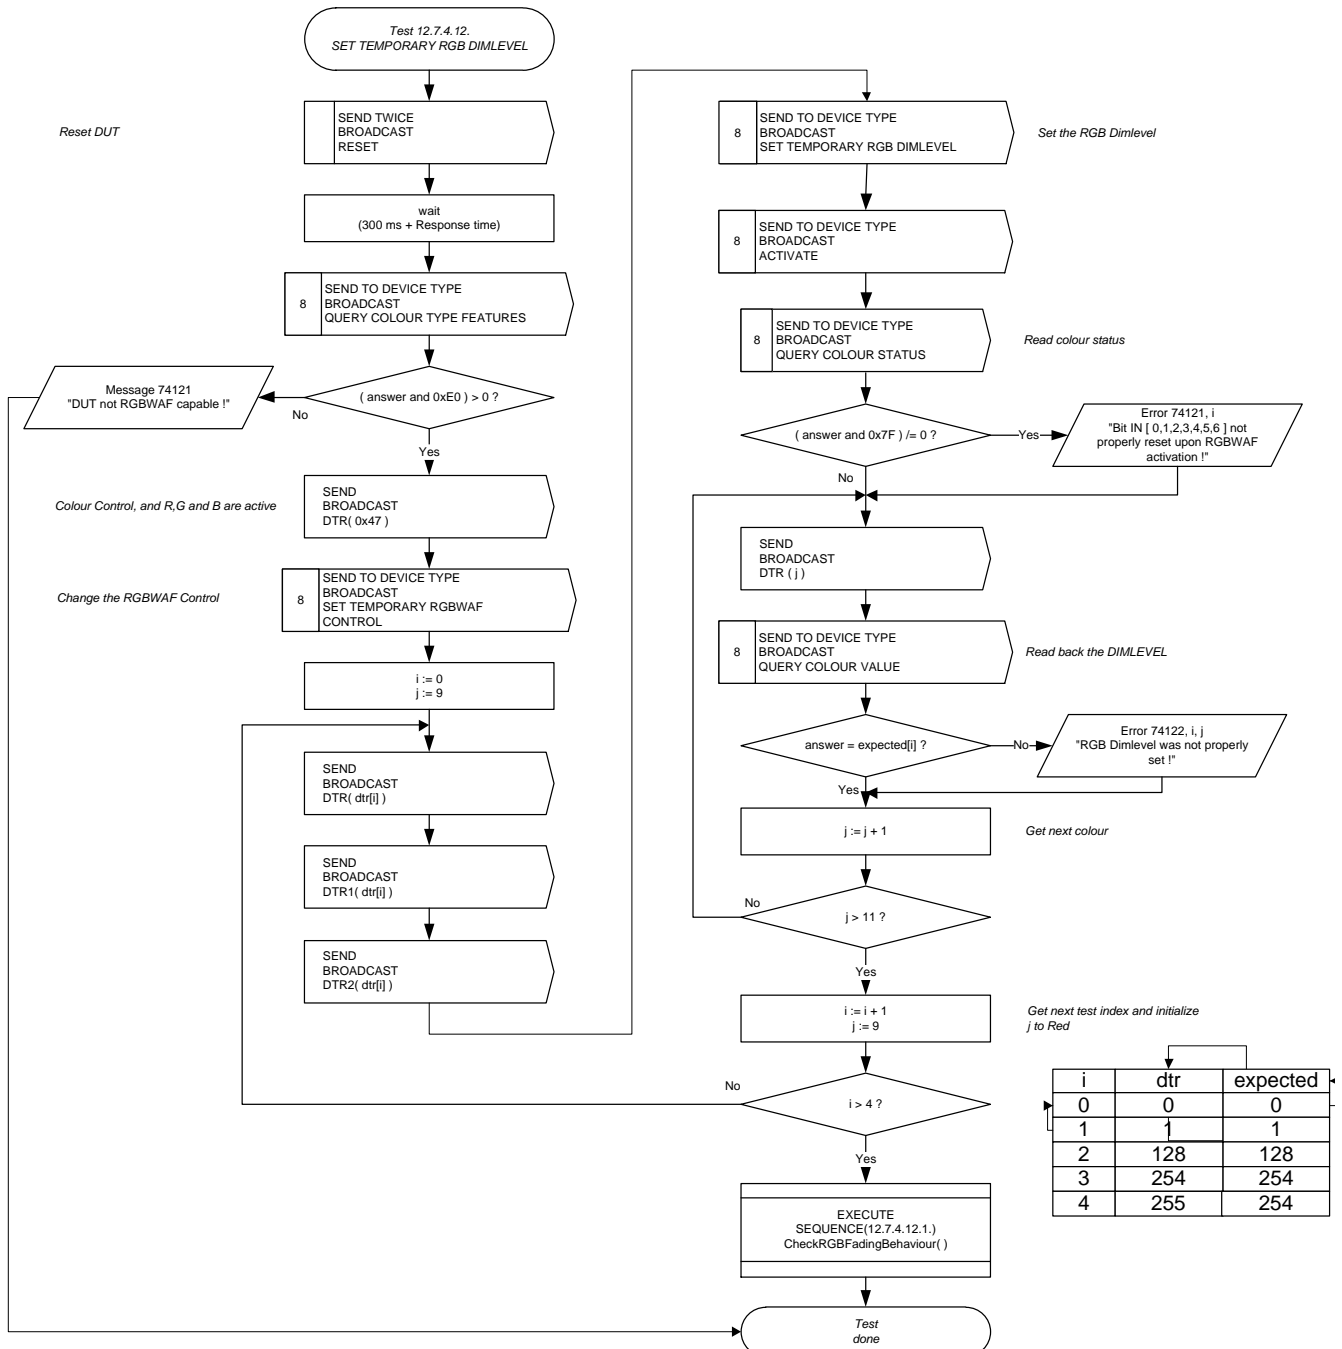 Test 12.7.4.12.
SET TEMPORARY RGB DIMLEVEL
Reset DUT
SEND TWICE
BROADCAST
RESET
wait
(300 ms + Response time)
8
SEND TO DEVICE TYPE
BROADCAST
QUERY COLOUR TYPE FEATURES
( answer and 0xE0 ) > 0 ?
No
Message 74121
"DUT not RGBWAF capable !"
Yes
Colour Control, and R,G and B are active
SEND
BROADCAST
DTR( 0x47 )
Change the RGBWAF Control
8
SEND TO DEVICE TYPE
BROADCAST
SET TEMPORARY RGBWAF
CONTROL
i := 0
j := 9
SEND
BROADCAST
DTR( dtr[i] )
SEND
BROADCAST
DTR1( dtr[i] )
SEND
BROADCAST
DTR2( dtr[i] )
8
SEND TO DEVICE TYPE
BROADCAST
SET TEMPORARY RGB DIMLEVEL
Set the RGB Dimlevel
8
SEND TO DEVICE TYPE
BROADCAST
ACTIVATE
8
SEND TO DEVICE TYPE
BROADCAST
QUERY COLOUR STATUS
Read colour status
( answer and 0x7F ) /= 0 ?
Yes
Error 74121, i
"Bit IN [ 0,1,2,3,4,5,6 ] not
properly reset upon RGBWAF
activation !"
No
SEND
BROADCAST
DTR ( j )
8
SEND TO DEVICE TYPE
BROADCAST
QUERY COLOUR VALUE
Read back the DIMLEVEL
answer = expected[i] ?
No
Error 74122, i, j
"RGB Dimlevel was not properly
set !"
Yes
j := j + 1
Get next colour
j > 11 ?
No
Yes
i := i + 1
j := 9
Get next test index and initialize
j to Red
i > 4 ?
No
Yes
EXECUTE
SEQUENCE(12.7.4.12.1.)
CheckRGBFadingBehaviour( )
Test
done
i dtr expected
0 0 0
1 1 1
2 128 128
3 254 254
4 255 254